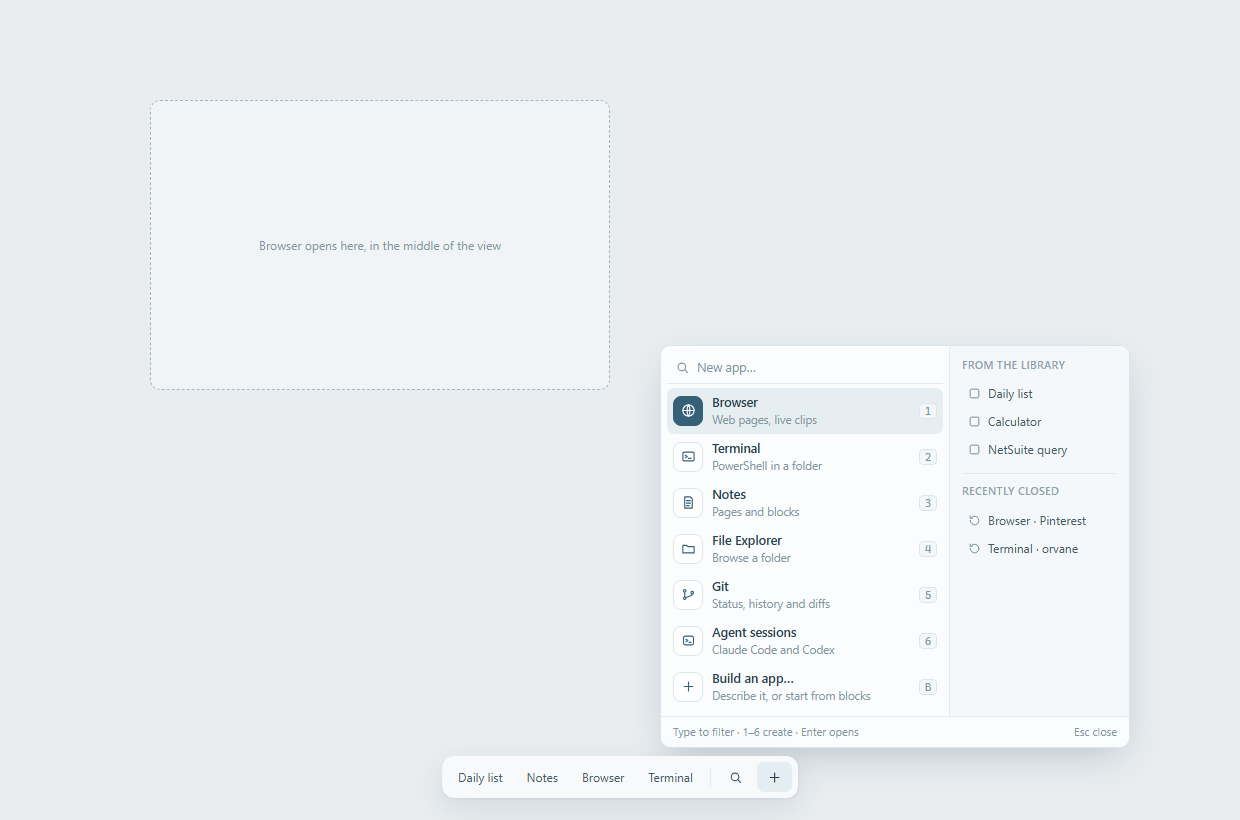 Browser opens here, in the middle of the view
New app...
Browser
Web pages, live clips
1
Terminal
PowerShell in a folder
2
Notes
Pages and blocks
3
File Explorer
Browse a folder
4
Git
Status, history and diffs
5
Agent sessions
Claude Code and Codex
6
Build an app...
Describe it, or start from blocks
B
FROM THE LIBRARY
Daily list
Calculator
NetSuite query
RECENTLY CLOSED
Browser · Pinterest
Terminal · orvane
Type to filter · 1–6 create · Enter opens
Esc close
Daily list
Notes
Browser
Terminal